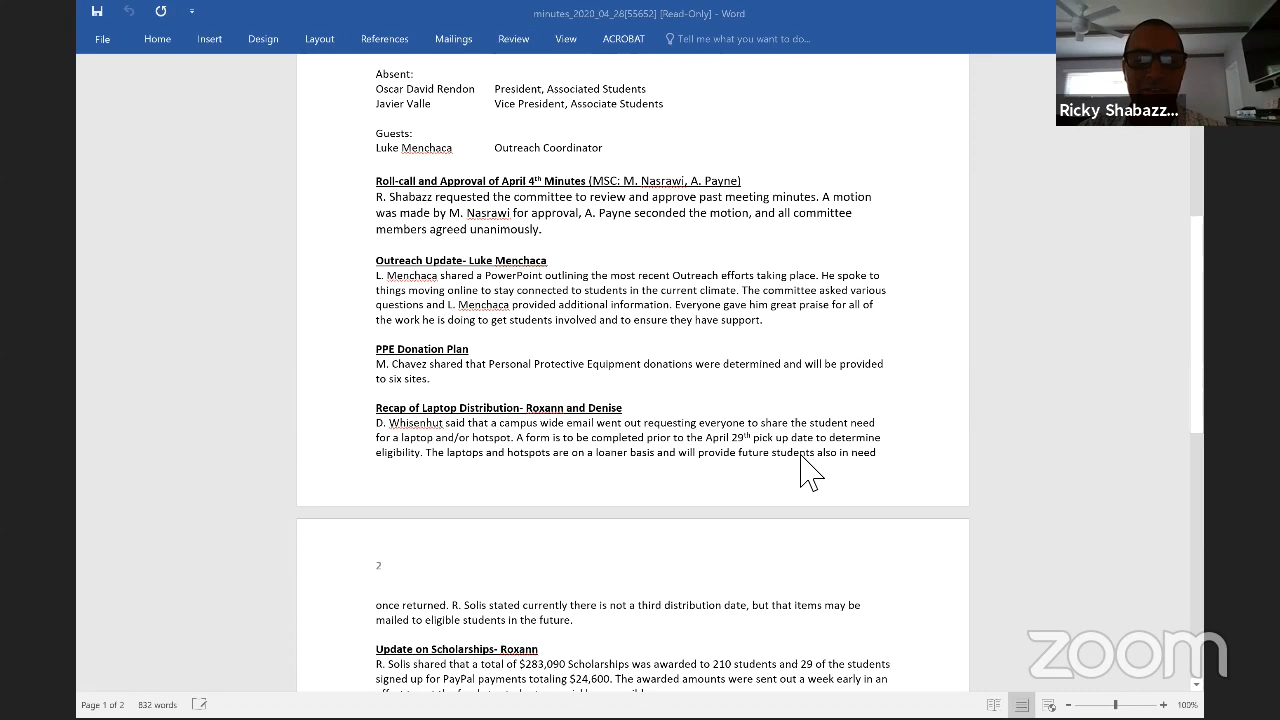 minutes_2020_04_28[55652] [Read-Only] - Word
File Home Insert Design Layout References Mailings Review View ACROBAT Tell me what you want to do...
Ricky Shabazz...
Absent:
Oscar David Rendon President, Associated Students
Javier Valle Vice President, Associate Students
Guests:
Luke Menchaca Outreach Coordinator
Roll-call and Approval of April 4th Minutes (MSC: M. Nasrawi, A. Payne)
R. Shabazz requested the committee to review and approve past meeting minutes. A motion
was made by M. Nasrawi for approval, A. Payne seconded the motion, and all committee
members agreed unanimously.
Outreach Update- Luke Menchaca
L. Menchaca shared a PowerPoint outlining the most recent Outreach efforts taking place. He spoke to
things moving online to stay connected to students in the current climate. The committee asked various
questions and L. Menchaca provided additional information. Everyone gave him great praise for all of
the work he is doing to get students involved and to ensure they have support.
PPE Donation Plan
M. Chavez shared that Personal Protective Equipment donations were determined and will be provided
to six sites.
Recap of Laptop Distribution- Roxann and Denise
D. Whisenhut said that a campus wide email went out requesting everyone to share the student need
for a laptop and/or hotspot. A form is to be completed prior to the April 29th pick up date to determine
eligibility. The laptops and hotspots are on a loaner basis and will provide future students also in need
2
once returned. R. Solis stated currently there is not a third distribution date, but that items may be
mailed to eligible students in the future.
Update on Scholarships- Roxann
R. Solis shared that a total of $283,090 Scholarships was awarded to 210 students and 29 of the students
signed up for PayPal payments totaling $24,600. The awarded amounts were sent out a week early in an
zoom
Page 1 of 2 832 words 100%